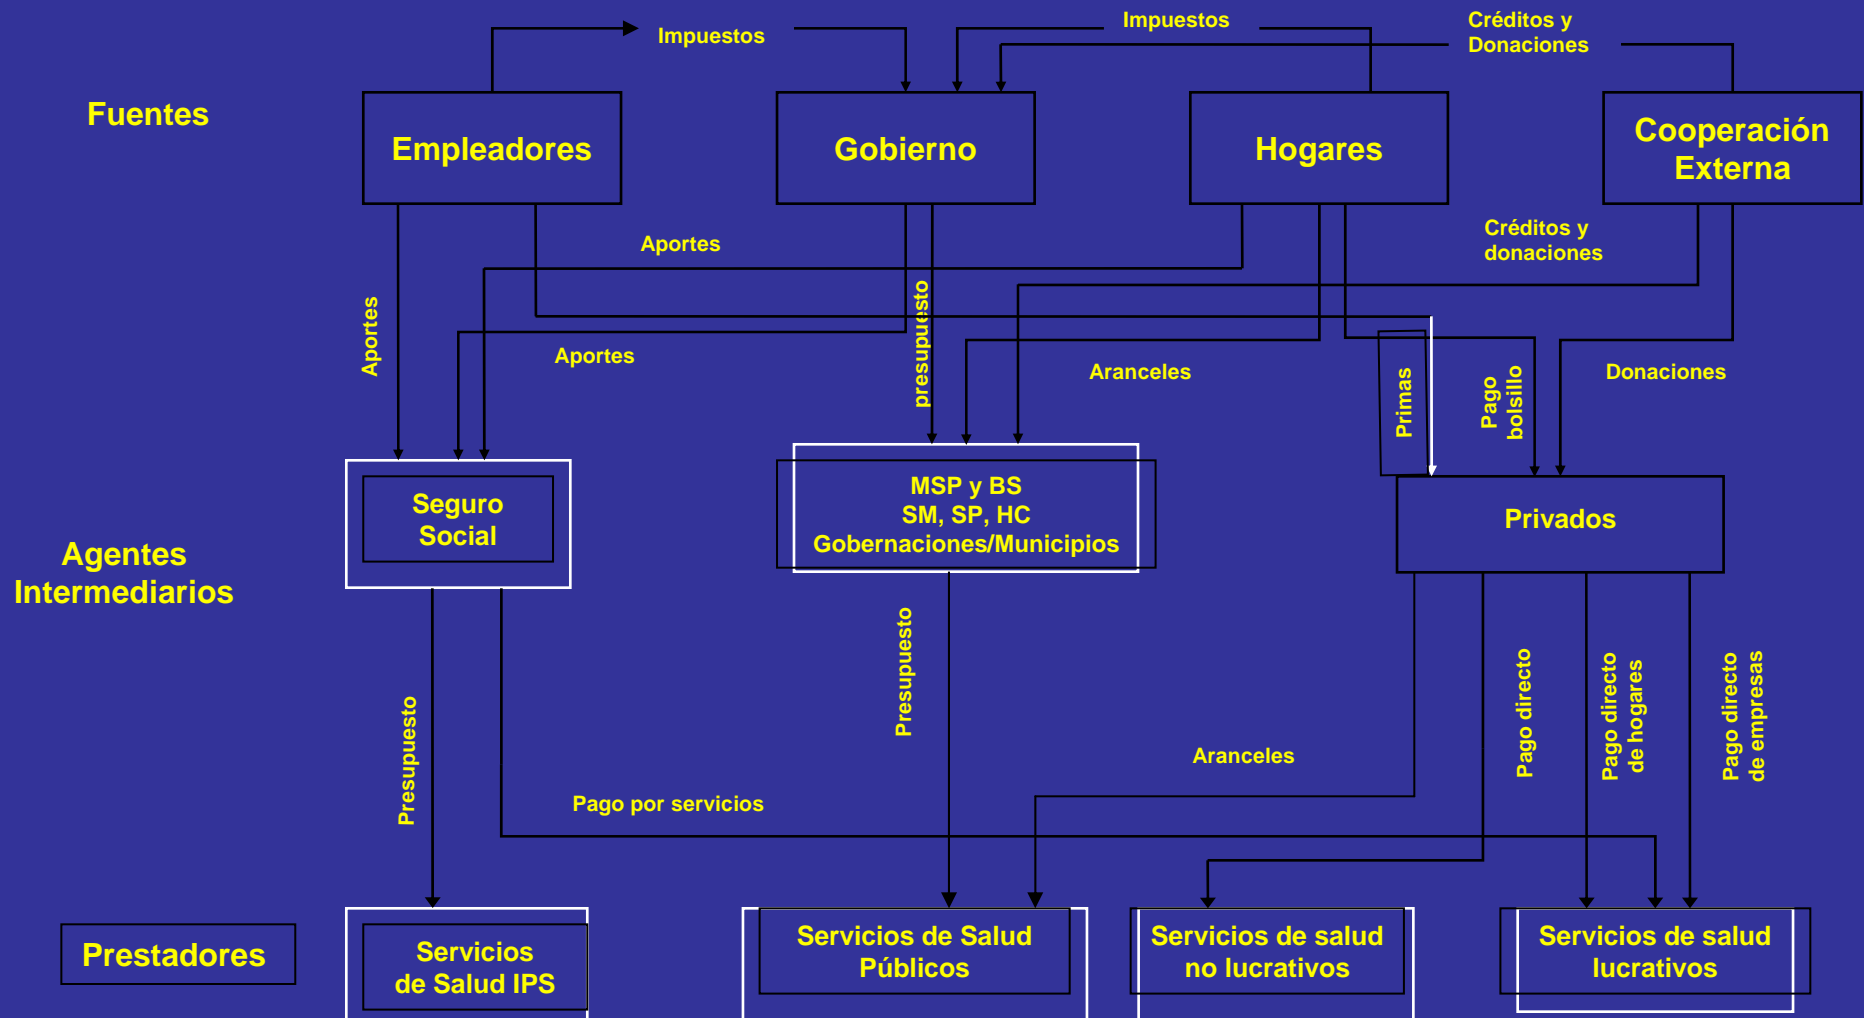 Impuestos
Impuestos
Créditos y
Donaciones
Fuentes
Empleadores
Gobierno
Hogares
Cooperación
Externa
Aportes
Créditos y
donaciones
Aportes
Aportes
presupuesto
Aranceles
Primas
Pago
bolsillo
Donaciones
Agentes
Intermediarios
Seguro
Social
MSP y BS
SM, SP, HC
Gobernaciones/Municipios
Privados
Presupuesto
Pago por servicios
Presupuesto
Aranceles
Pago directo
Pago directo
de hogares
Pago directo
de empresas
Prestadores
Servicios
de Salud IPS
Servicios de Salud
Públicos
Servicios de salud
no lucrativos
Servicios de salud
lucrativos